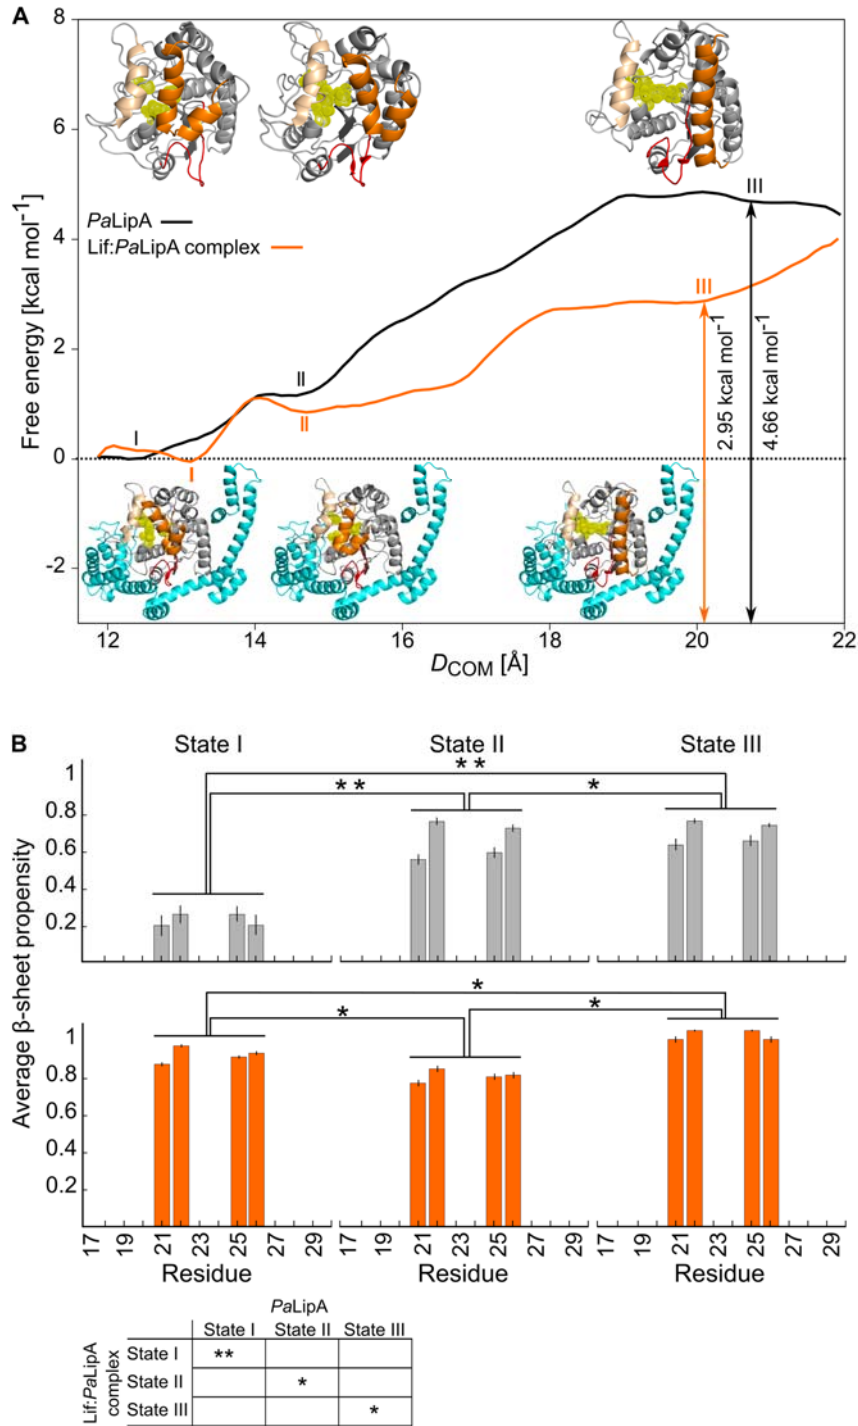 A
8
6
4
2
0
-2
Free energy [kcal mol⁻¹]
PaLipA
Lif:PaLipA complex
I
II
III
I
II
III
2.95 kcal mol⁻¹
4.66 kcal mol⁻¹
12 14 16 18 20 22
D_COM [Å]
B
State I State II State III
**
** *
1
0.8
0.6
0.4
0.2
Average β-sheet propensity
*
* *
1
0.8
0.6
0.4
0.2
17 19 21 23 25 27 29 17 19 21 23 25 27 29 17 19 21 23 25 27 29
Residue Residue Residue
PaLipA
State I State II State III
Lif:PaLipA
complex
State I **
State II *
State III *